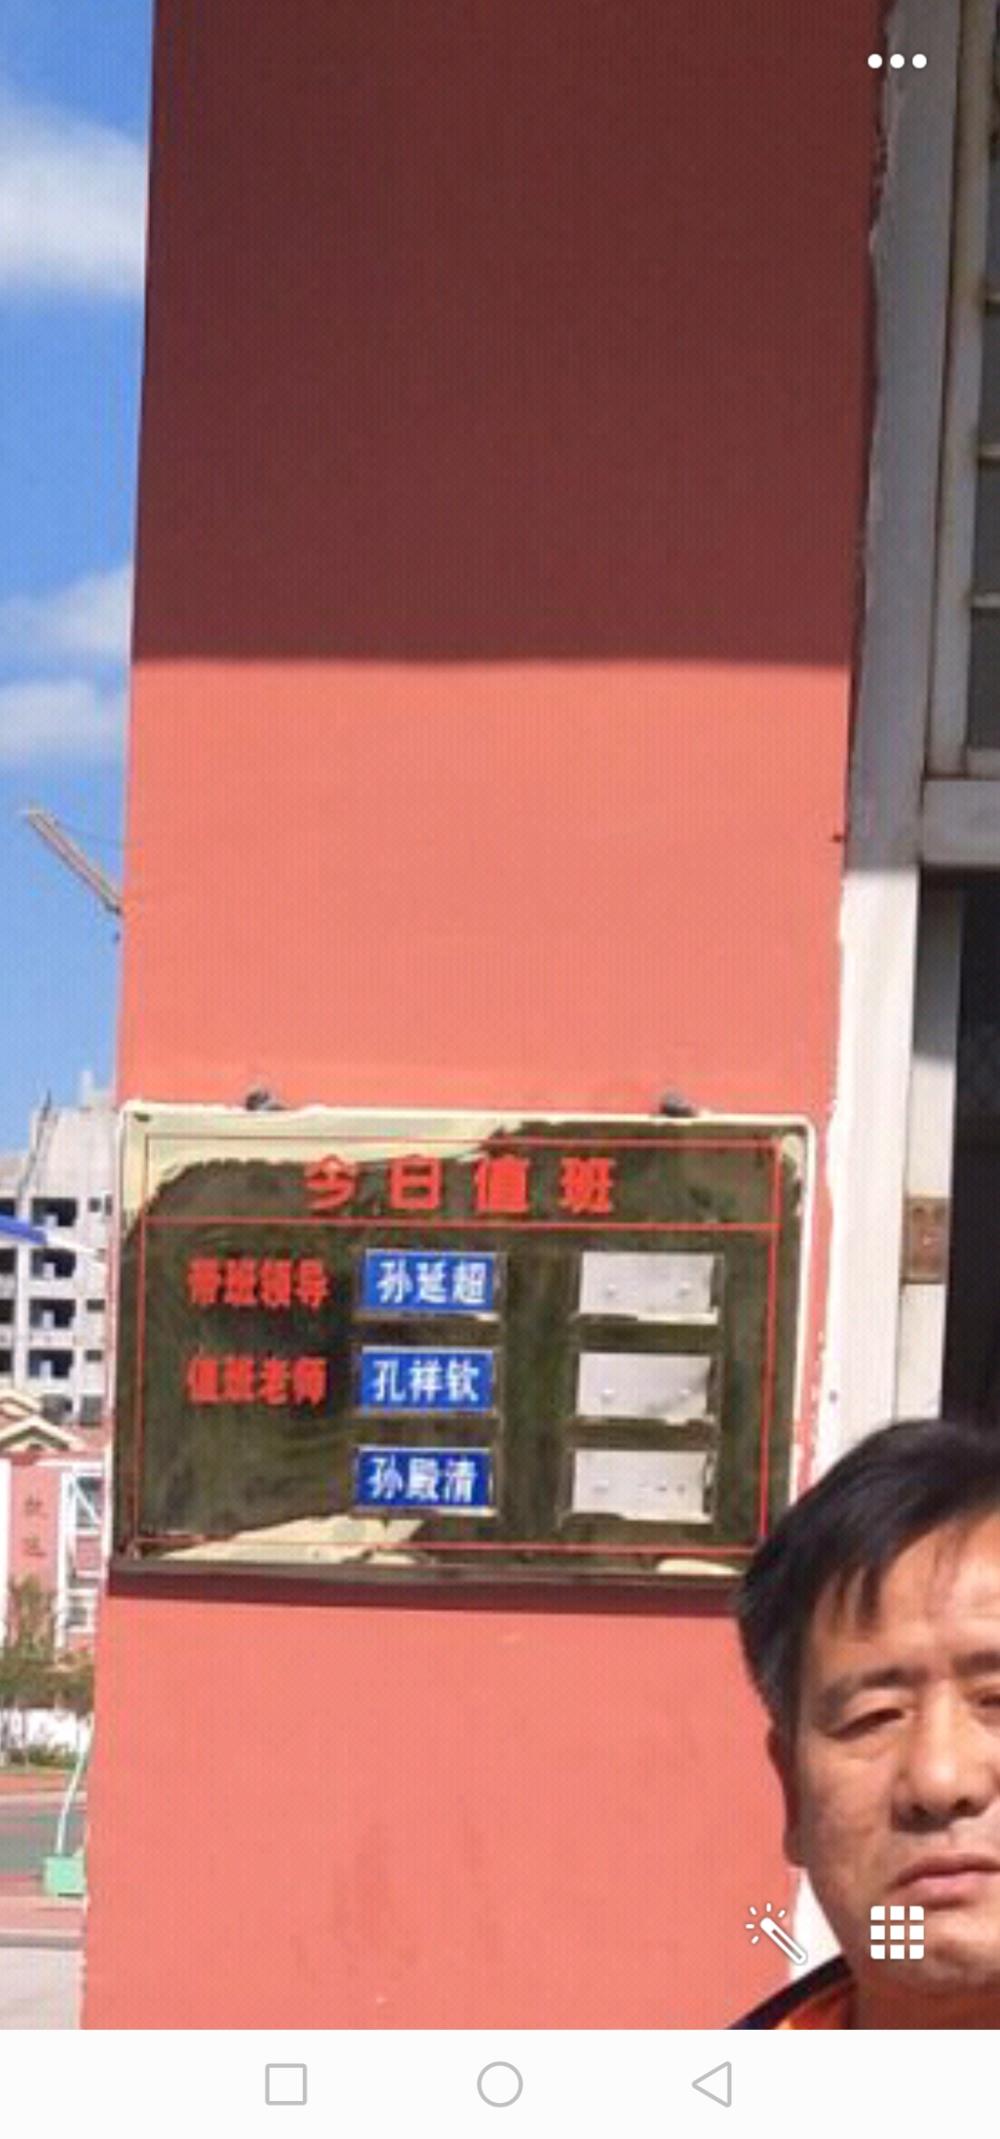 今日值班
带班领导 孙延超
值班老师 孔祥钦
孙殿清